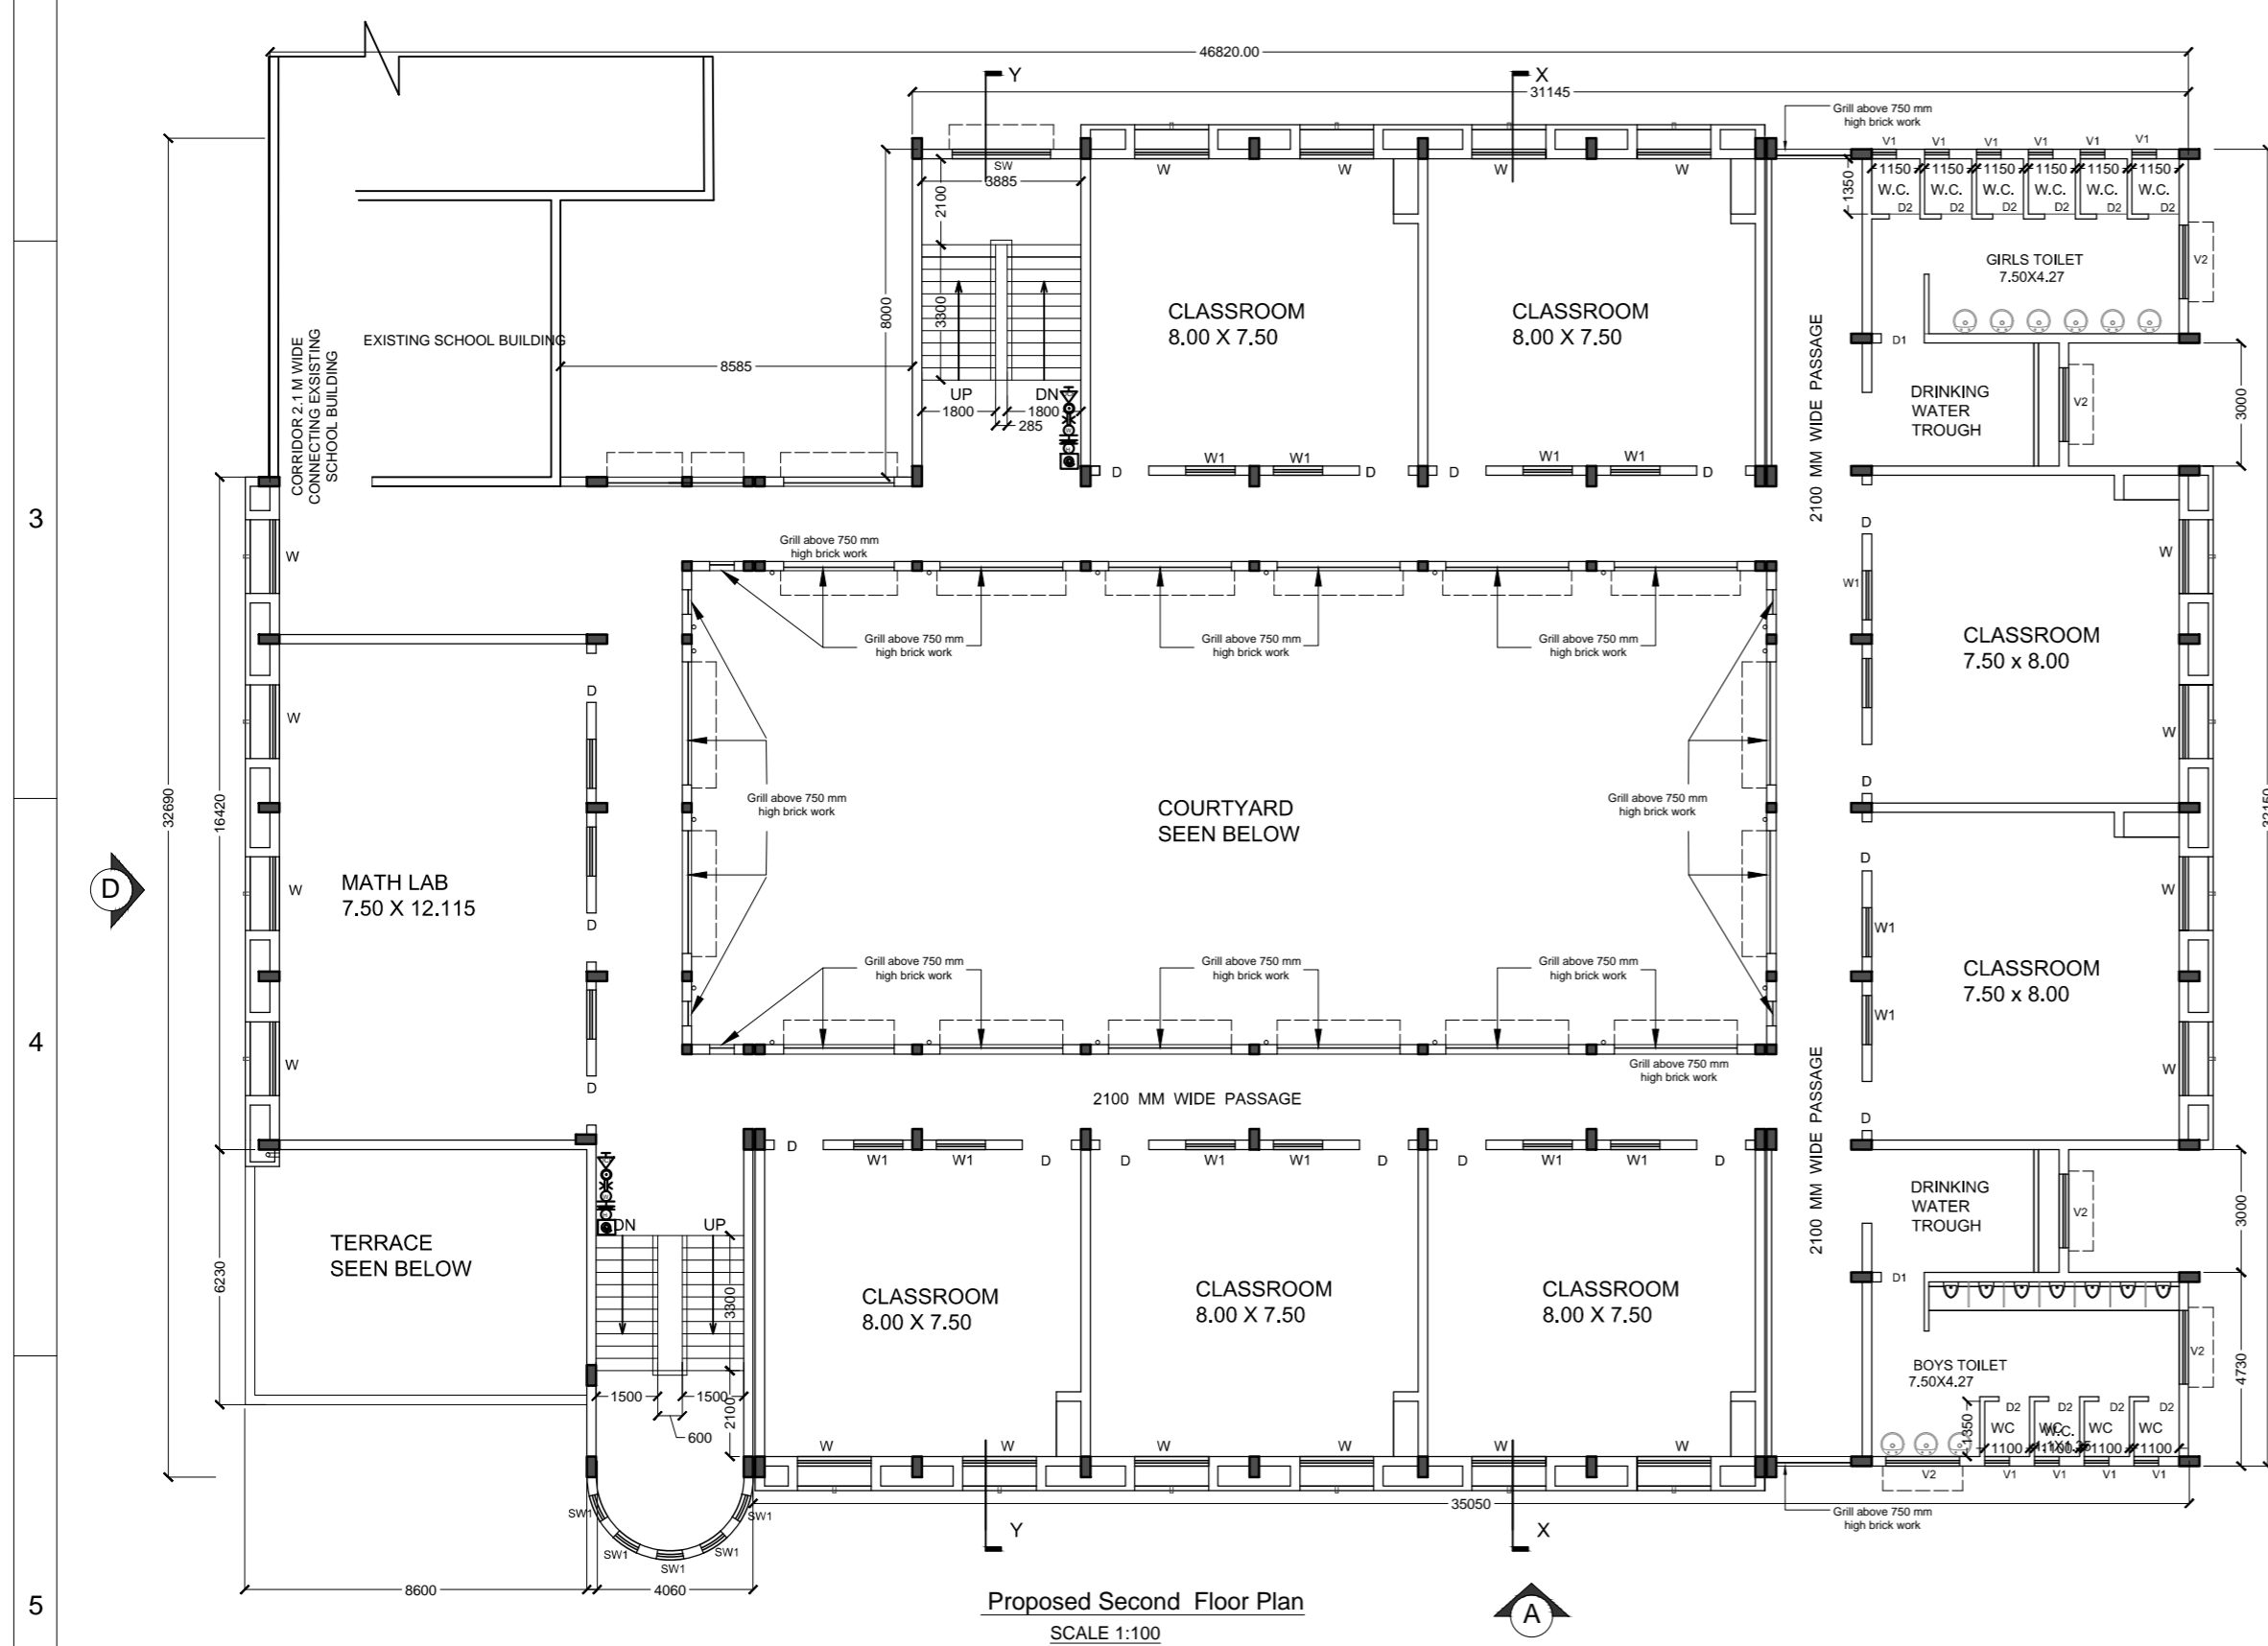 46820.00
Y
X
31145
Grill above 750 mm
high brick work
V1 V1 V1 V1 V1 V1
SW
3885
W W W W
1150 1150 1150 1150 1150 1150
W.C. W.C. W.C. W.C. W.C. W.C.
D2 D2 D2 D2 D2 D2
1350
2100
GIRLS TOILET
7.50X4.27
V2
CLASSROOM
8.00 X 7.50
CLASSROOM
8.00 X 7.50
8000
3300
EXISTING SCHOOL BUILDING
CORRIDOR 2.1 M WIDE
CONNECTING EXSISTING
SCHOOL BUILDING
8585
D1
2100 MM WIDE PASSAGE
UP
DN
1800
1800
285
DRINKING
WATER
TROUGH
V2
3000
D W1 W1 D D W1 W1 D
3
W
Grill above 750 mm
high brick work
D
W
W1
Grill above 750 mm
high brick work
Grill above 750 mm
high brick work
Grill above 750 mm
high brick work
CLASSROOM
7.50 x 8.00
D
W
W
D
32690
16420
Grill above 750 mm
high brick work
Grill above 750 mm
high brick work
COURTYARD
SEEN BELOW
32150
D
MATH LAB
7.50 X 12.115
W
D
D
W
W1
CLASSROOM
7.50 x 8.00
Grill above 750 mm
high brick work
Grill above 750 mm
high brick work
Grill above 750 mm
high brick work
W1
4
W
D
Grill above 750 mm
high brick work
W
2100 MM WIDE PASSAGE
2100 MM WIDE PASSAGE
D
D W1 W1 D D W1 W1 D D W1 W1 D
DRINKING
WATER
TROUGH
V2
3000
DN
UP
TERRACE
SEEN BELOW
6230
3300
D1
CLASSROOM
8.00 X 7.50
CLASSROOM
8.00 X 7.50
CLASSROOM
8.00 X 7.50
V2
BOYS TOILET
7.50X4.27
4730
1500
1500
2100
600
D2 D2 D2 D2
1350
WC WC WC WC
W.C.
1100 1100 1100 1100
W W W W W W
V2 V1 V1 V1 V1
35050
Grill above 750 mm
high brick work
SW1 SW1 SW1 SW1 SW1
Y
X
8600
4060
5
Proposed Second Floor Plan
SCALE 1:100
A